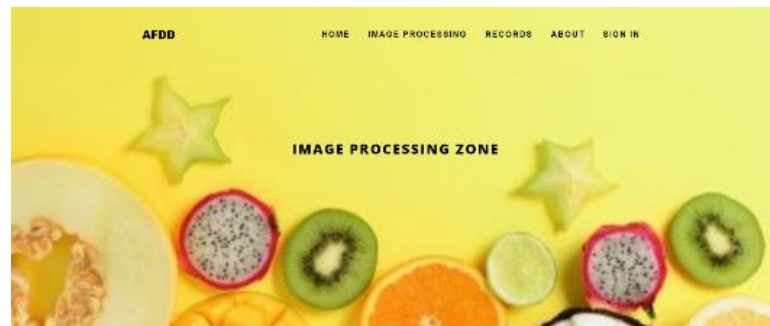 AFDD
HOME IMAGE PROCESSING RECORDS ABOUT SIGN IN
IMAGE PROCESSING ZONE